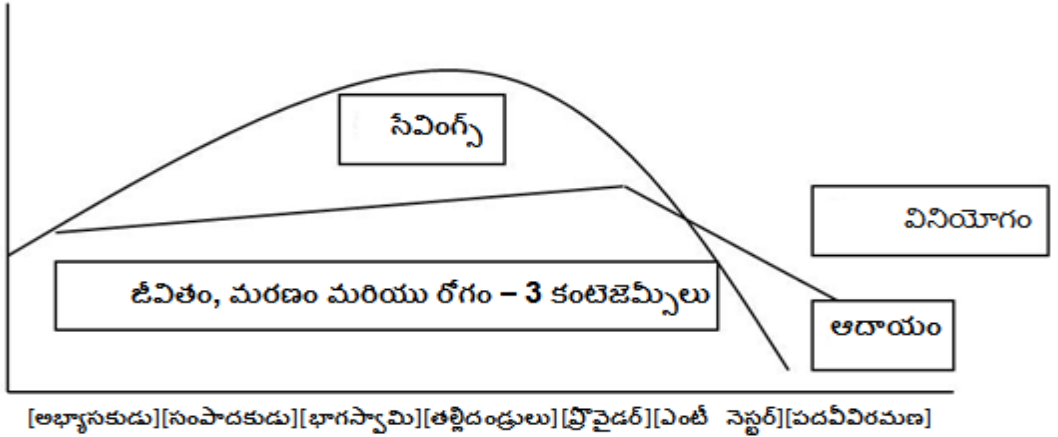 సేవింగ్స్
వినియోగం
జీవితం, మరణం మరియు రోగం – 3 కంటెజెమ్సీలు
ఆదాయం
[అభ్యాసకుడు][సంపాదకుడు][భాగస్వామి][తల్లిదండ్రులు][ప్రొవైడర్][ఎంటీ నెస్టర్][పదవీవిరమణ]